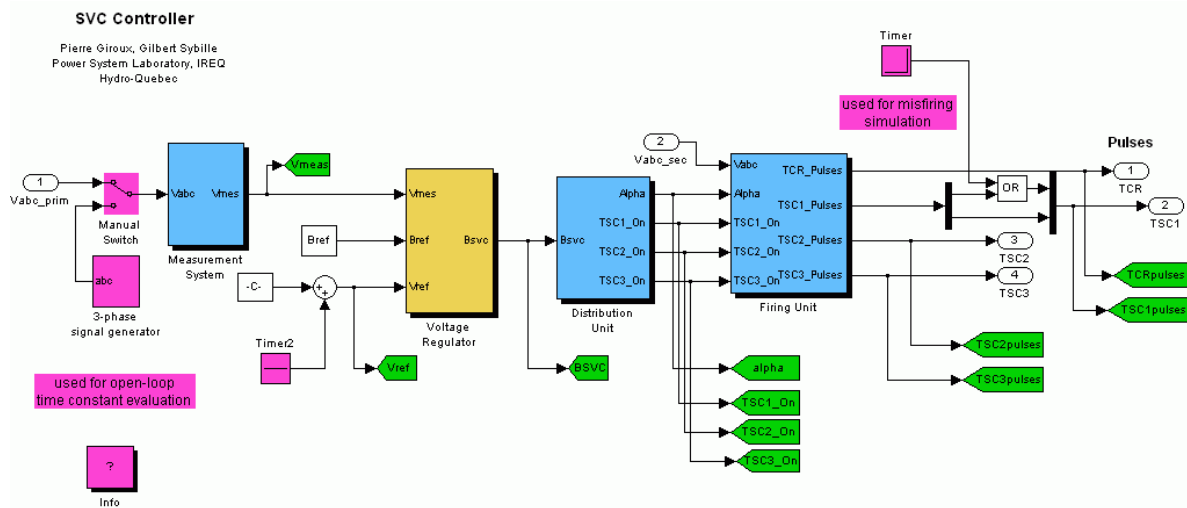 SVC Controller
Pierre Giroux, Gilbert Sybille
Power System Laboratory, IREQ
Hydro-Quebec
Timer
used for misfiring
simulation
Pulses
1
Vabc_prim
Manual
Switch
abc
3-phase
signal generator
Vabc
Vmes
Measurement
System
Vmeas
Bref
-C-
+
+
Timer2
Vref
Vmes
Bref
Vref
Bsvc
Voltage
Regulator
BSVC
Bsvc
Alpha
TSC1_On
TSC2_On
TSC3_On
Distribution
Unit
2
Vabc_sec
Vabc
Alpha
TSC1_On
TSC2_On
TSC3_On
TCR_Pulses
TSC1_Pulses
TSC2_Pulses
TSC3_Pulses
Firing Unit
OR
1
TCR
2
TSC1
3
TSC2
4
TSC3
TCRpulses
TSC1pulses
TSC2pulses
TSC3pulses
alpha
TSC1_On
TSC2_On
TSC3_On
used for open-loop
time constant evaluation
?
Info